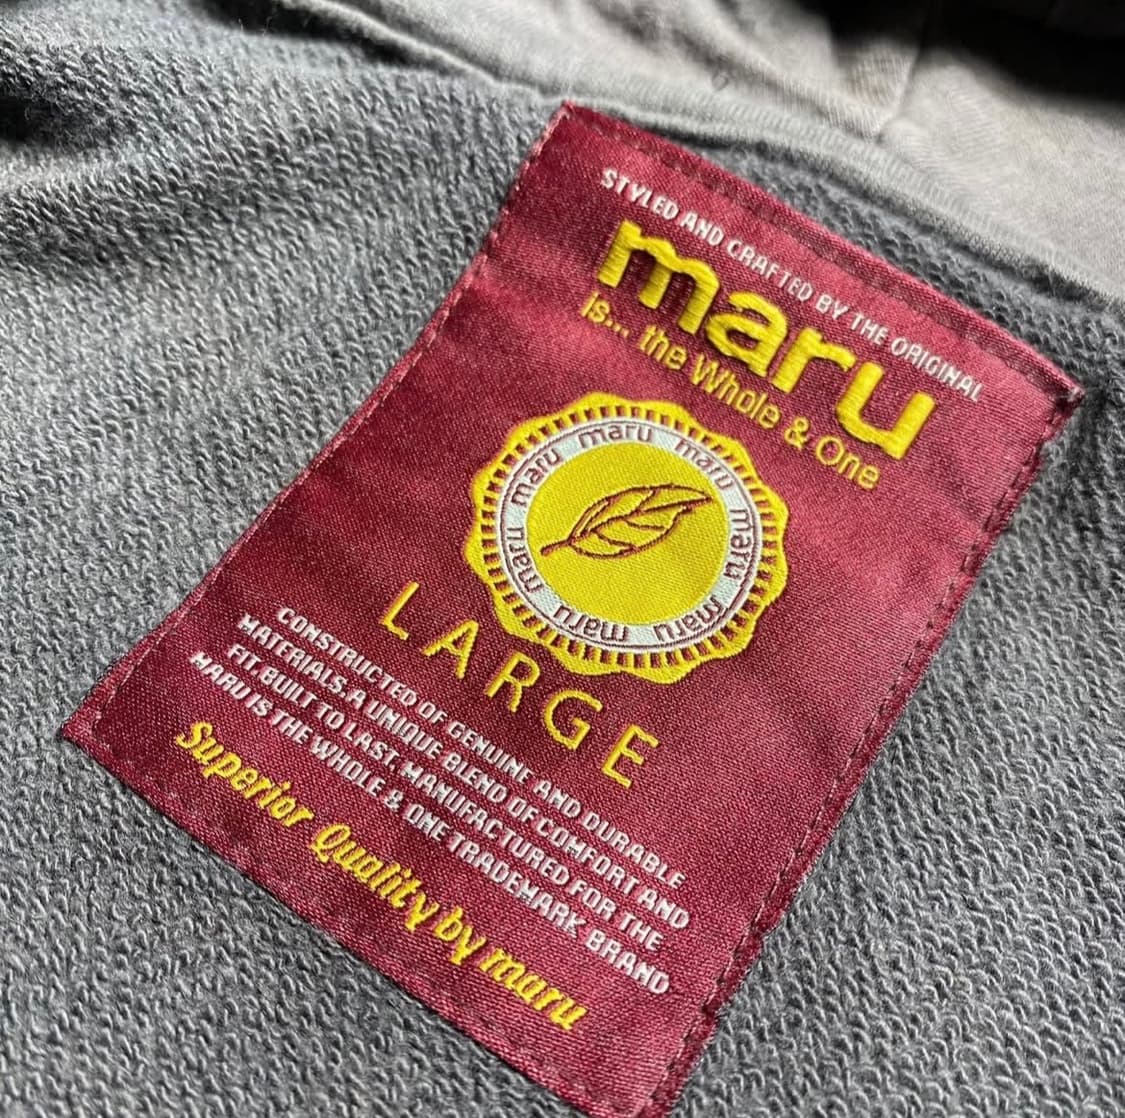 STYLED AND CRAFTED BY THE ORIGINAL
maru
is... the Whole & One
maru maru maru maru maru maru maru maru
LARGE
CONSTRUCTED OF GENUINE AND DURABLE
MATERIALS.A UNIQUE BLEND OF COMFORT AND
FIT.BUILT TO LAST. MANUFACTURED FOR THE
MARU IS THE WHOLE & ONE TRADEMARK BRAND
Superior Quality by maru